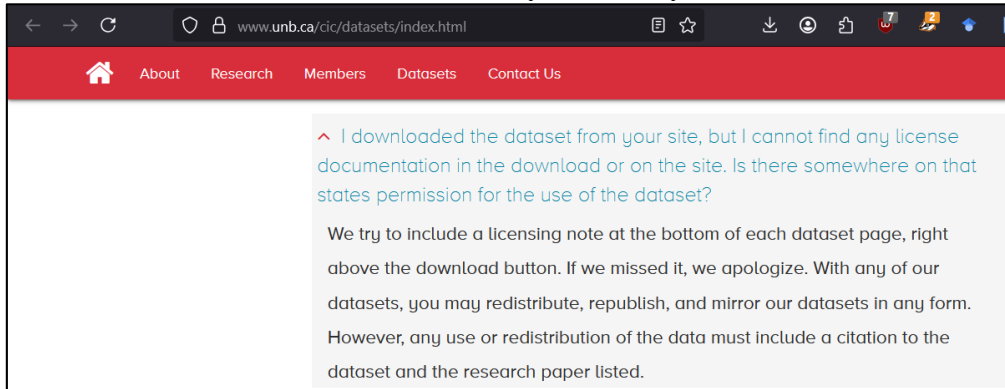 www.unb.ca/cic/datasets/index.html
7
2
About Research Members Datasets Contact Us
I downloaded the dataset from your site, but I cannot find any license
documentation in the download or on the site. Is there somewhere on that
states permission for the use of the dataset?
We try to include a licensing note at the bottom of each dataset page, right
above the download button. If we missed it, we apologize. With any of our
datasets, you may redistribute, republish, and mirror our datasets in any form.
However, any use or redistribution of the data must include a citation to the
dataset and the research paper listed.